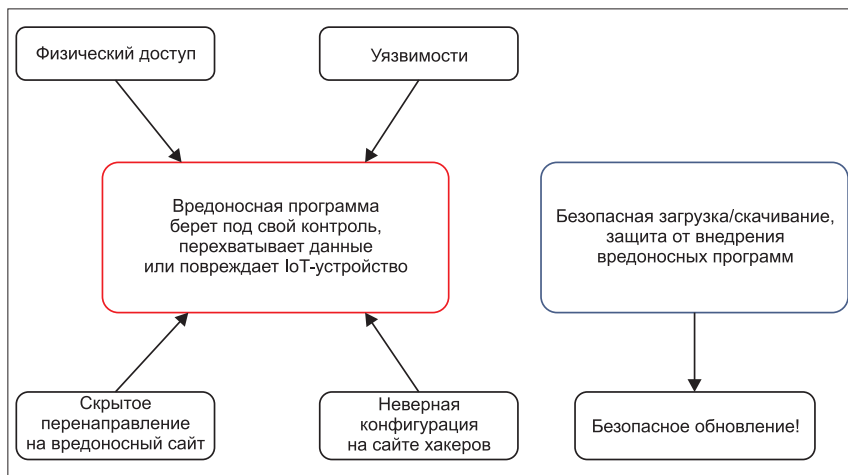 Физический доступ
Уязвимости
Вредоносная программа
берет под свой контроль,
перехватывает данные
или повреждает IoT-устройство
Безопасная загрузка/скачивание,
защита от внедрения
вредоносных программ
Скрытое
перенаправление
на вредоносный сайт
Неверная
конфигурация
на сайте хакеров
Безопасное обновление!